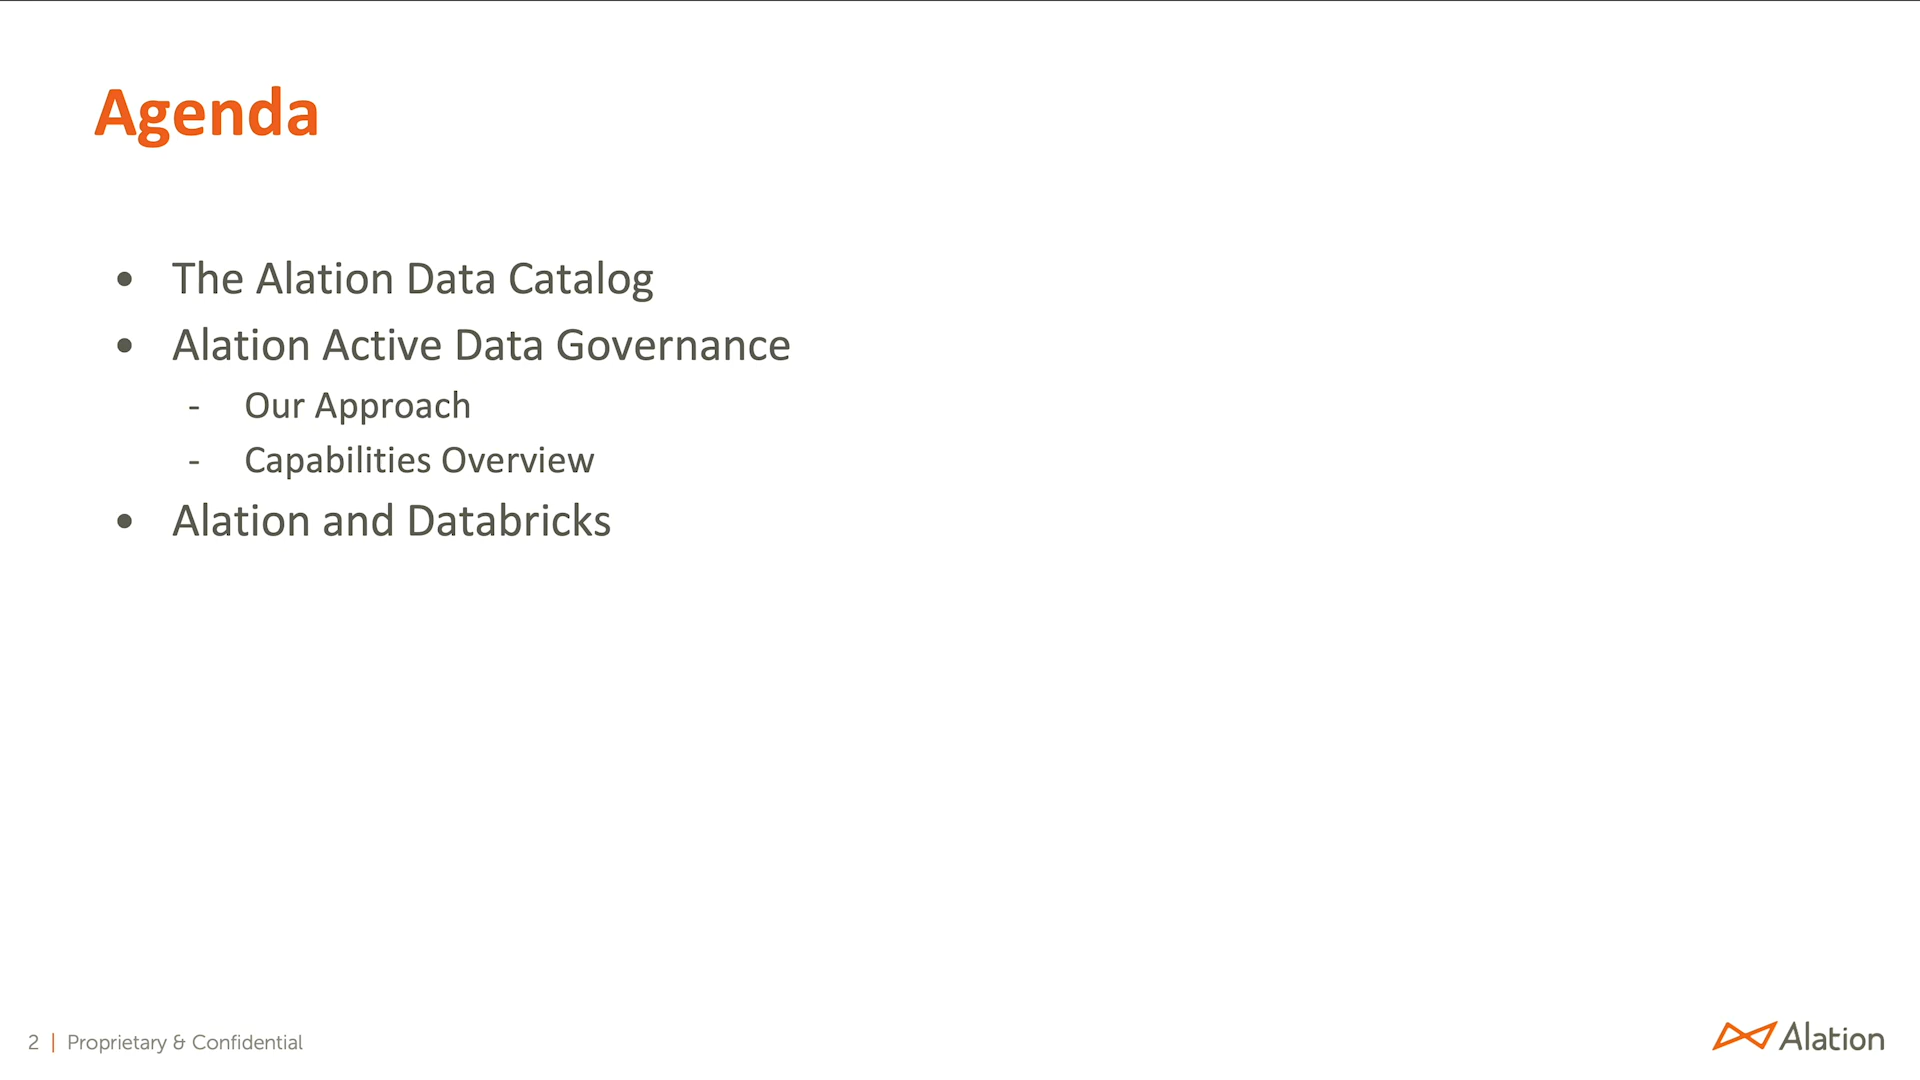 Agenda
• The Alation Data Catalog
• Alation Active Data Governance
- Our Approach
- Capabilities Overview
• Alation and Databricks
2 | Proprietary & Confidential
Alation